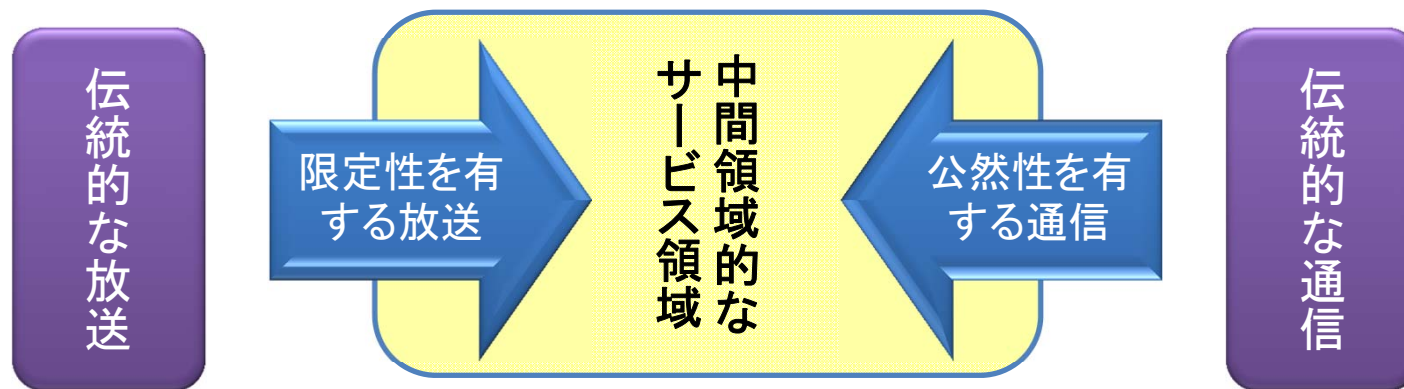 伝統的な放送
限定性を有
する放送
中間領域的な
サービス領域
公然性を有
する通信
伝統的な通信